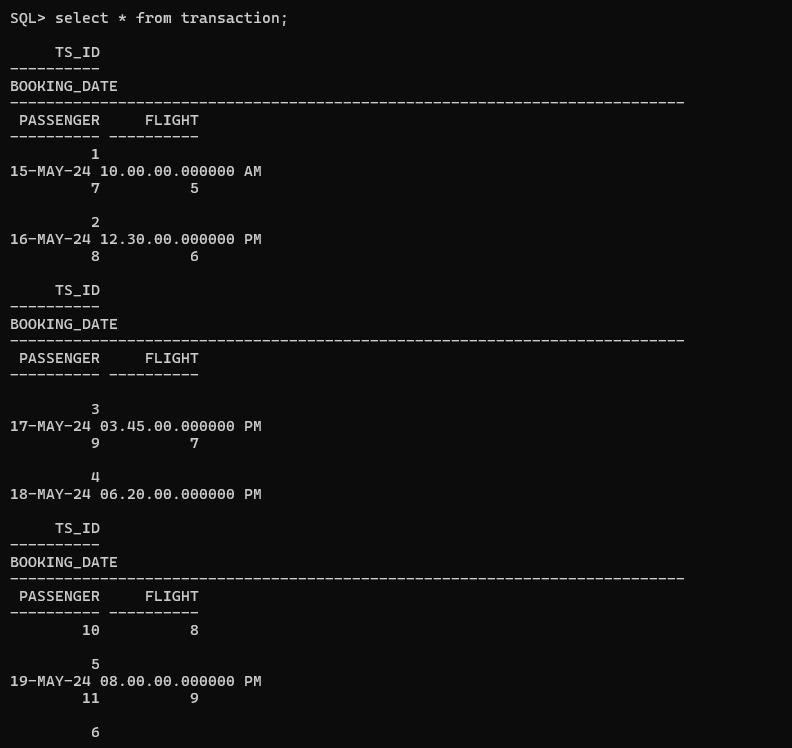 SQL> select * from transaction;
     TS_ID
----------
BOOKING_DATE
---------------------------------------------------------------------------
 PASSENGER     FLIGHT
---------- ----------
         1
15-MAY-24 10.00.00.000000 AM
         7          5
         2
16-MAY-24 12.30.00.000000 PM
         8          6
     TS_ID
----------
BOOKING_DATE
---------------------------------------------------------------------------
 PASSENGER     FLIGHT
---------- ----------
         3
17-MAY-24 03.45.00.000000 PM
         9          7
         4
18-MAY-24 06.20.00.000000 PM
     TS_ID
----------
BOOKING_DATE
---------------------------------------------------------------------------
 PASSENGER     FLIGHT
---------- ----------
        10          8
         5
19-MAY-24 08.00.00.000000 PM
        11          9
         6